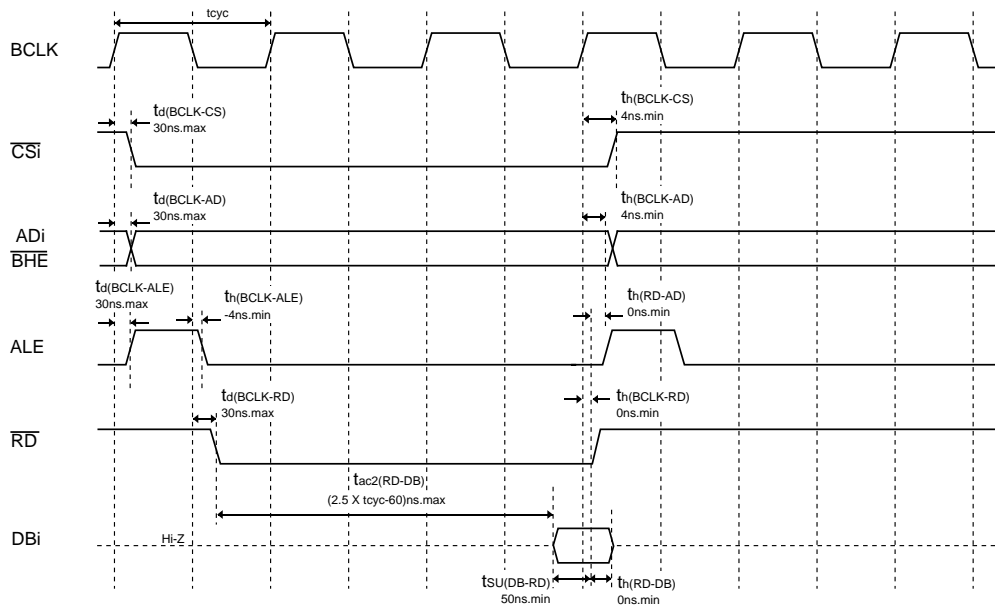 tcyc
BCLK
td(BCLK-CS)
30ns.max
th(BCLK-CS)
4ns.min
CSi
td(BCLK-AD)
30ns.max
th(BCLK-AD)
4ns.min
ADi
BHE
td(BCLK-ALE)
30ns.max
th(BCLK-ALE)
-4ns.min
th(RD-AD)
0ns.min
ALE
td(BCLK-RD)
30ns.max
th(BCLK-RD)
0ns.min
RD
tac2(RD-DB)
(2.5 X tcyc-60)ns.max
DBi
Hi-Z
tSU(DB-RD)
50ns.min
th(RD-DB)
0ns.min